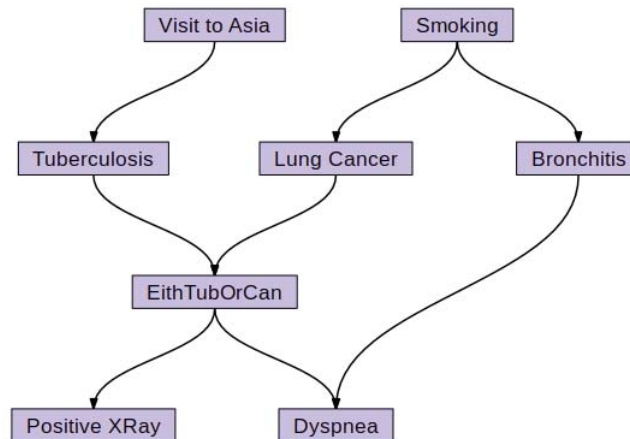 Visit to Asia
Smoking
Tuberculosis
Lung Cancer
Bronchitis
EithTubOrCan
Positive XRay
Dyspnea